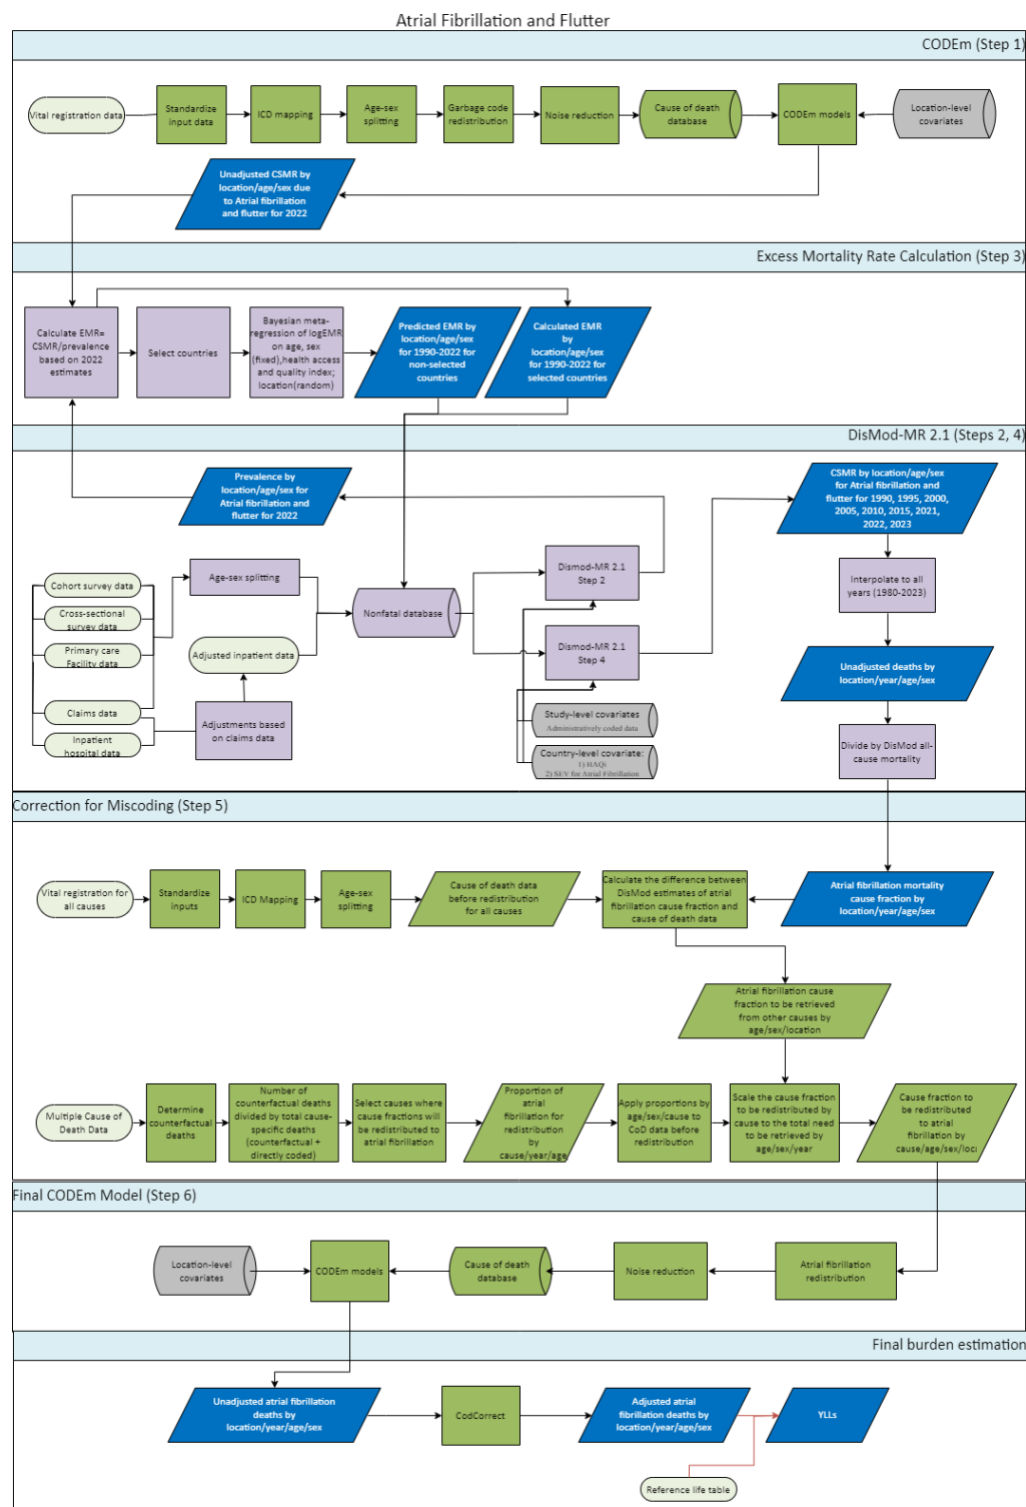 Atrial Fibrillation and Flutter
CODEm (Step 1)
Vital registration data
Standardize
input data
ICD mapping
Age-sex
splitting
Garbage code
redistribution
Noise reduction
Cause of death
database
CODEm models
Location-level
covariates
Unadjusted CSMR by
location/age/sex due
to Atrial fibrillation
and flutter for 2022
Excess Mortality Rate Calculation (Step 3)
Calculate EMR=
CSMR/prevalence
based on 2022
estimates
Select countries
Bayesian meta-
regression of logEMR
on age, sex
(fixed),health access
and quality index;
location(random)
Predicted EMR by
location/age/sex
for 1990-2022 for
non-selected
countries
Calculated EMR
by
location/age/sex
for 1990-2022 for
selected countries
DisMod-MR 2.1 (Steps 2, 4)
Prevalence by
location/age/sex for
Atrial fibrillation and
flutter for 2022
CSMR by location/age/sex
for Atrial fibrillation and
flutter for 1990, 1995, 2000,
2005, 2010, 2015, 2021,
2022, 2023
Cohort survey data
Cross-sectional
survey data
Primary care
Facility data
Claims data
Inpatient
hospital data
Age-sex splitting
Adjusted inpatient data
Adjustments based
on claims data
Nonfatal database
Dismod-MR 2.1
Step 2
Dismod-MR 2.1
Step 4
Study-level covariates
Administratively coded data
Country-level covariate:
1) HAQi
2) SEV for Atrial Fibrillation
Interpolate to all
years (1980-2023)
Unadjusted deaths by
location/year/age/sex
Divide by DisMod all-
cause mortality
Correction for Miscoding (Step 5)
Vital registration for
all causes
Standardize
inputs
ICD Mapping
Age-sex
splitting
Cause of death data
before redistribution
for all causes
Calculate the difference between
DisMod estimates of atrial
fibrillation cause fraction and
cause of death data
Atrial fibrillation mortality
cause fraction by
location/year/age/sex
Atrial fibrillation cause
fraction to be retrieved
from other causes by
age/sex/location
Multiple Cause of
Death Data
Determine
counterfactual
deaths
Number of
counterfactual deaths
divided by total cause-
specific deaths
(counterfactual +
directly coded)
Select causes where
cause fractions will
be redistributed to
atrial fibrillation
Proportion of
atrial
fibrillation for
redistribution
by
cause/year/age
Apply proportions by
age/sex/cause to
CoD data before
redistribution
Scale the cause fraction
to be redistributed by
cause to the total need
to be retrieved by
age/sex/year
Cause fraction to
be redistributed
to atrial
fibrillation by
cause/age/sex/loc
Final CODEm Model (Step 6)
Location-level
covariates
CODEm models
Cause of death
database
Noise reduction
Atrial fibrillation
redistribution
Final burden estimation
Unadjusted atrial fibrillation
deaths by
location/year/age/sex
CodCorrect
Adjusted atrial
fibrillation deaths by
location/year/age/sex
YLLs
Reference life table